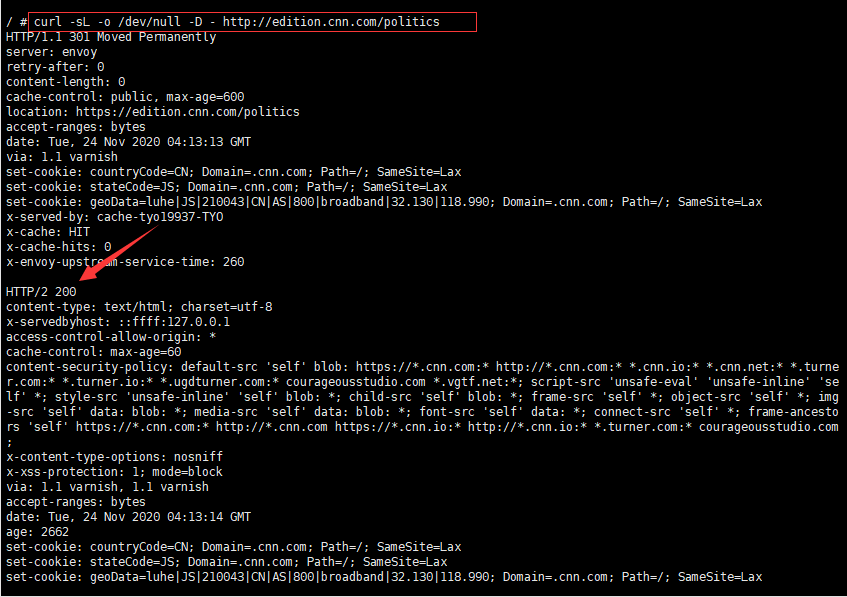 / # curl -sL -o /dev/null -D - http://edition.cnn.com/politics
HTTP/1.1 301 Moved Permanently
server: envoy
retry-after: 0
content-length: 0
cache-control: public, max-age=600
location: https://edition.cnn.com/politics
accept-ranges: bytes
date: Tue, 24 Nov 2020 04:13:13 GMT
via: 1.1 varnish
set-cookie: countryCode=CN; Domain=.cnn.com; Path=/; SameSite=Lax
set-cookie: stateCode=JS; Domain=.cnn.com; Path=/; SameSite=Lax
set-cookie: geoData=luhe|JS|210043|CN|AS|800|broadband|32.130|118.990; Domain=.cnn.com; Path=/; SameSite=Lax
x-served-by: cache-tyo19937-TYO
x-cache: HIT
x-cache-hits: 0
x-envoy-upstream-service-time: 260
HTTP/2 200
content-type: text/html; charset=utf-8
x-servedbyhost: ::ffff:127.0.0.1
access-control-allow-origin: *
cache-control: max-age=60
content-security-policy: default-src 'self' blob: https://*.cnn.com:* http://*.cnn.com:* *.cnn.io:* *.cnn.net:* *.turne
r.com:* *.turner.io:* *.ugdturner.com:* courageousstudio.com *.vgtf.net:*; script-src 'unsafe-eval' 'unsafe-inline' 'se
lf' *; style-src 'unsafe-inline' 'self' blob: *; child-src 'self' blob: *; frame-src 'self' *; object-src 'self' *; img
-src 'self' data: blob: *; media-src 'self' data: blob: *; font-src 'self' data: *; connect-src 'self' *; frame-ancesto
rs 'self' https://*.cnn.com:* http://*.cnn.com https://*.cnn.io:* http://*.cnn.io:* *.turner.com:* courageousstudio.com
;
x-content-type-options: nosniff
x-xss-protection: 1; mode=block
via: 1.1 varnish, 1.1 varnish
accept-ranges: bytes
date: Tue, 24 Nov 2020 04:13:14 GMT
age: 2662
set-cookie: countryCode=CN; Domain=.cnn.com; Path=/; SameSite=Lax
set-cookie: stateCode=JS; Domain=.cnn.com; Path=/; SameSite=Lax
set-cookie: geoData=luhe|JS|210043|CN|AS|800|broadband|32.130|118.990; Domain=.cnn.com; Path=/; SameSite=Lax